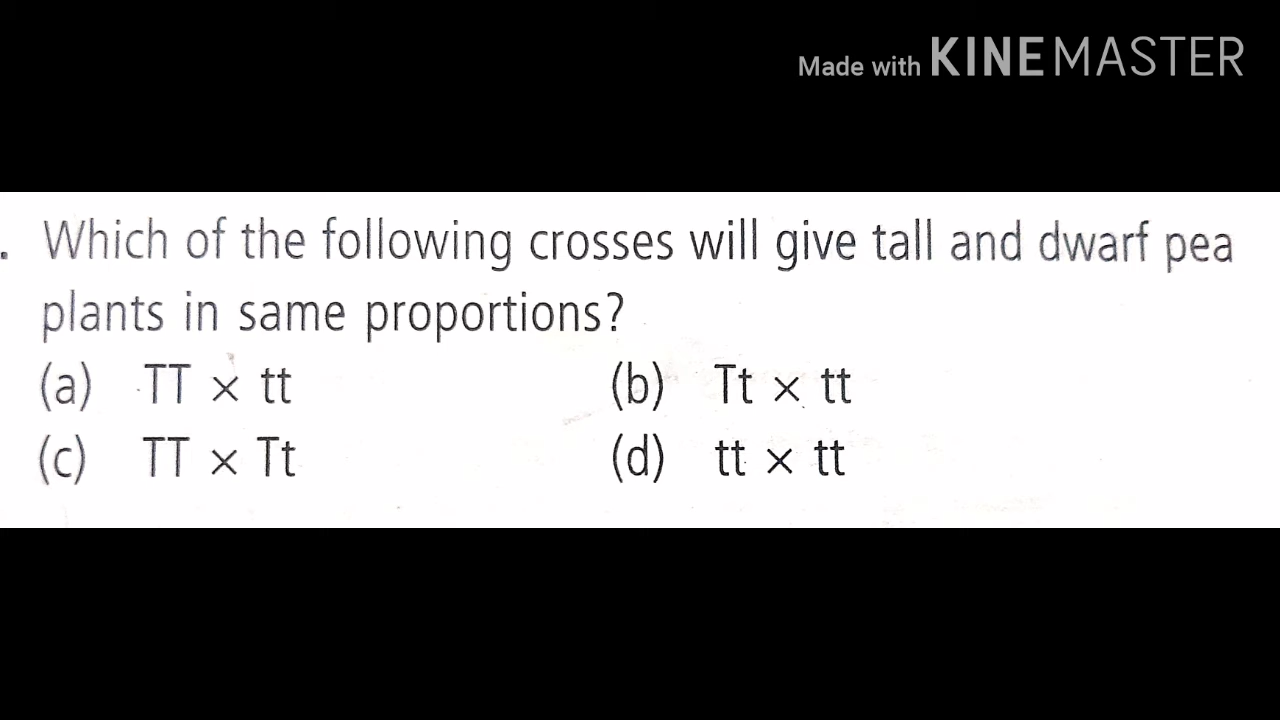 Made with KINEMASTER
. Which of the following crosses will give tall and dwarf pea
plants in same proportions?
(a) TT × tt (b) Tt × tt
(c) TT × Tt (d) tt × tt